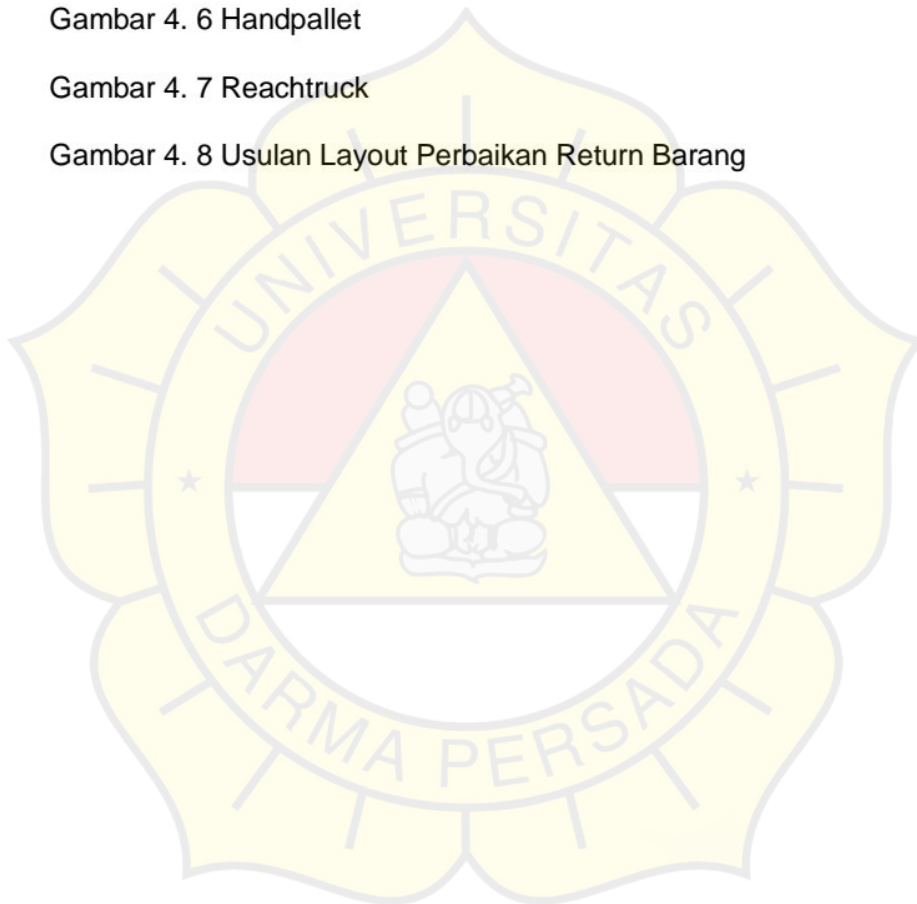 Gambar 4. 6 Handpallet
Gambar 4. 7 Reachtruck
Gambar 4. 8 Usulan Layout Perbaikan Return Barang
UNIVERSITAS
DARMA PERSADA